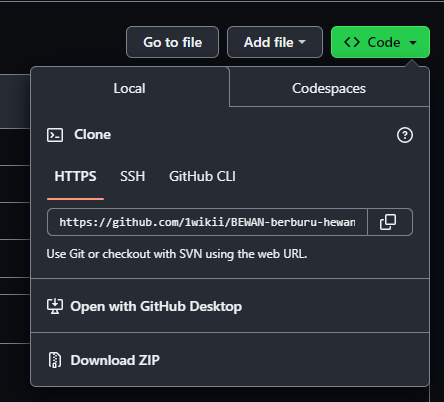 Go to file
Add file
<> Code
Local
Codespaces
Clone
HTTPS
SSH
GitHub CLI
https://github.com/1wikii/BEWAN-berburu-hewan
Use Git or checkout with SVN using the web URL.
Open with GitHub Desktop
Download ZIP